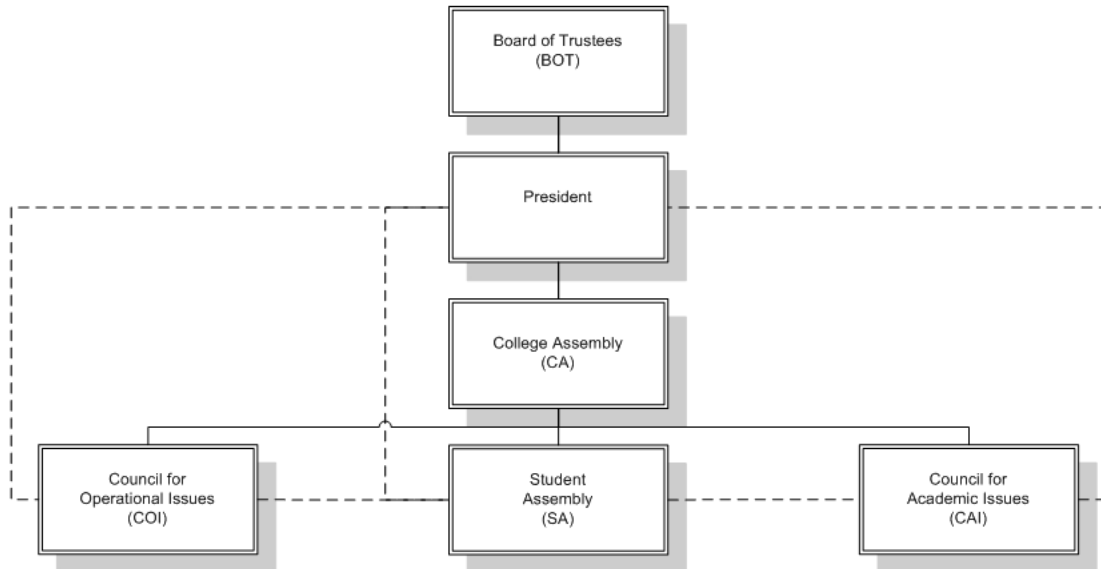 Board of Trustees
(BOT)
President
College Assembly
(CA)
Council for
Operational Issues
(COI)
Student
Assembly
(SA)
Council for
Academic Issues
(CAI)